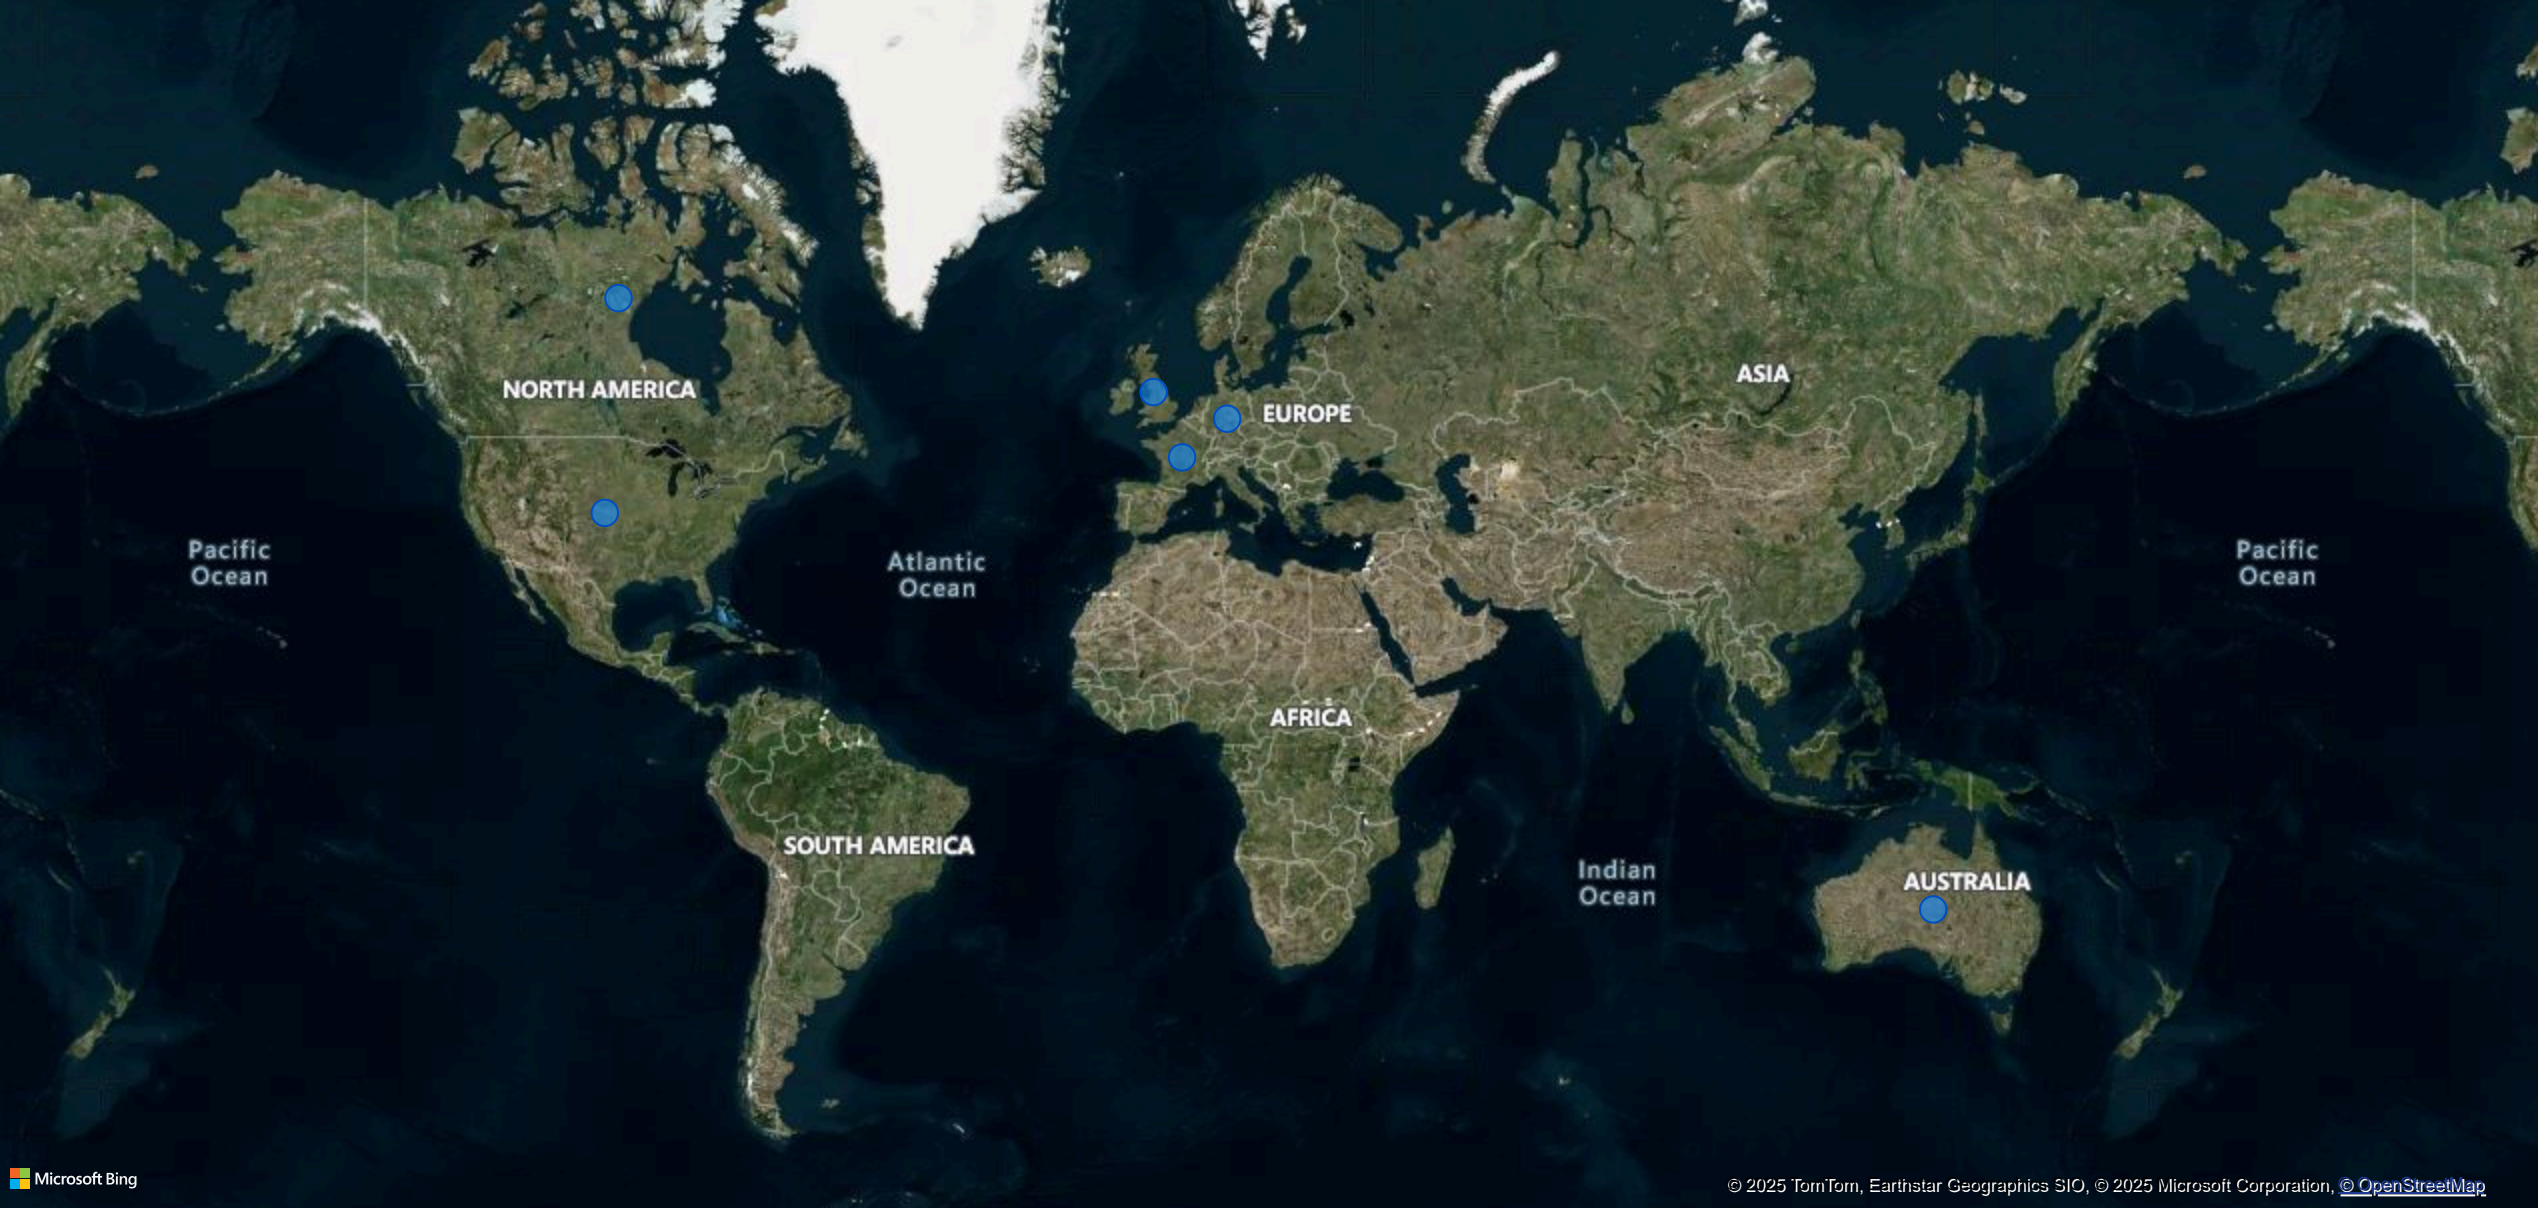 ASIA
NORTH AMERICA
EUROPE
Pacific
Ocean
Atlantic
Ocean
Pacific
Ocean
AFRICA
SOUTH AMERICA
Indian
Ocean
AUSTRALIA
Microsoft Bing
© 2025 TomTom, Earthstar Geographics SIO, © 2025 Microsoft Corporation, © OpenStreetMap